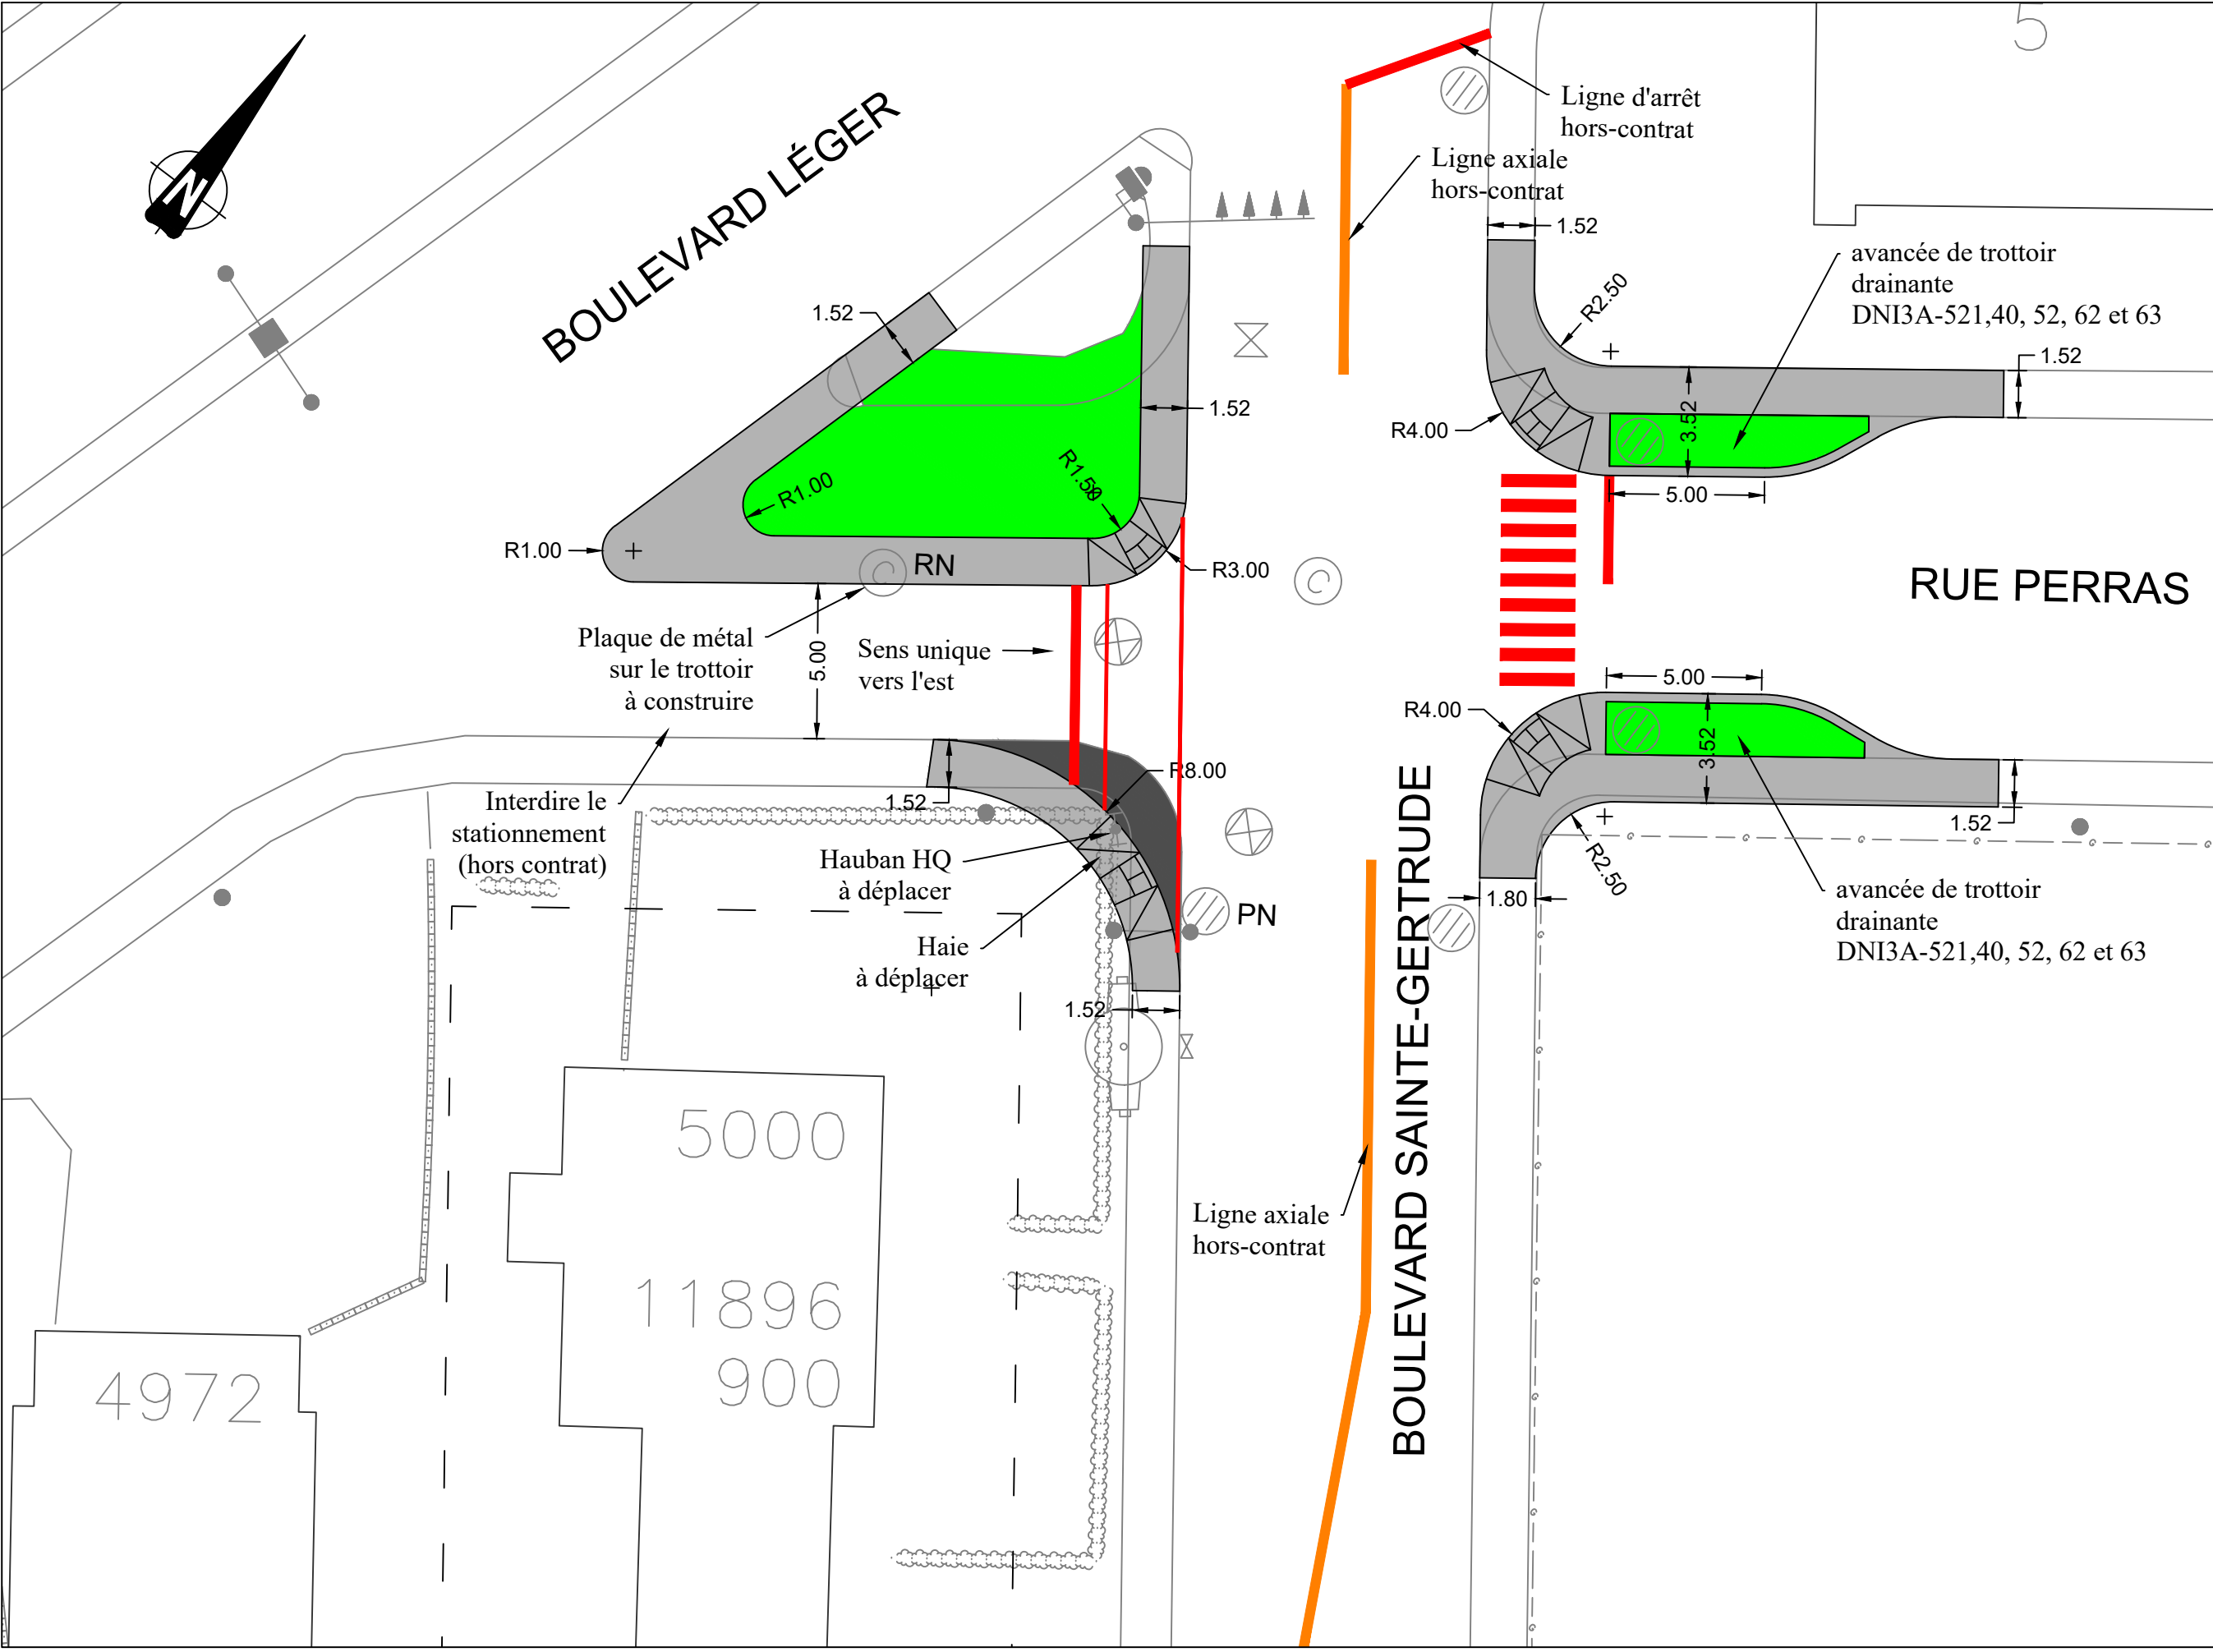 5
N
BOULEVARD LÉGER
Ligne d'arrêt
hors-contrat
Ligne axiale
hors-contrat
1.52
R2.50
avancée de trottoir
drainante
DNI3A-521,40, 52, 62 et 63
1.52
1.52
1.52
3.52
R4.00
5.00
R1.00
R1.50
R1.00
RN
R3.00
RUE PERRAS
Plaque de métal
sur le trottoir
à construire
5.00
Sens unique
vers l'est
5.00
3.52
R4.00
R8.00
1.52
Interdire le
stationnement
(hors contrat)
Hauban HQ
à déplacer
Haie
à déplacer
PN
1.52
1.52
R2.50
1.80
avancée de trottoir
drainante
DNI3A-521,40, 52, 62 et 63
BOULEVARD SAINTE-GERTRUDE
Ligne axiale
hors-contrat
5000
11896
900
4972